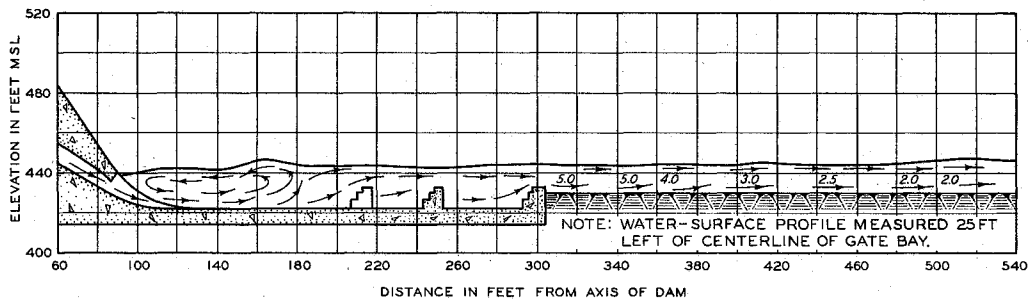 ELEVATION IN FEET MSL
520
480
440
400
5.0 5.0 4.0 3.0 2.5 2.0 2.0
NOTE: WATER-SURFACE PROFILE MEASURED 25 FT
LEFT OF CENTERLINE OF GATE BAY.
60 100 140 180 220 260 300 340 380 420 460 500 540
DISTANCE IN FEET FROM AXIS OF DAM